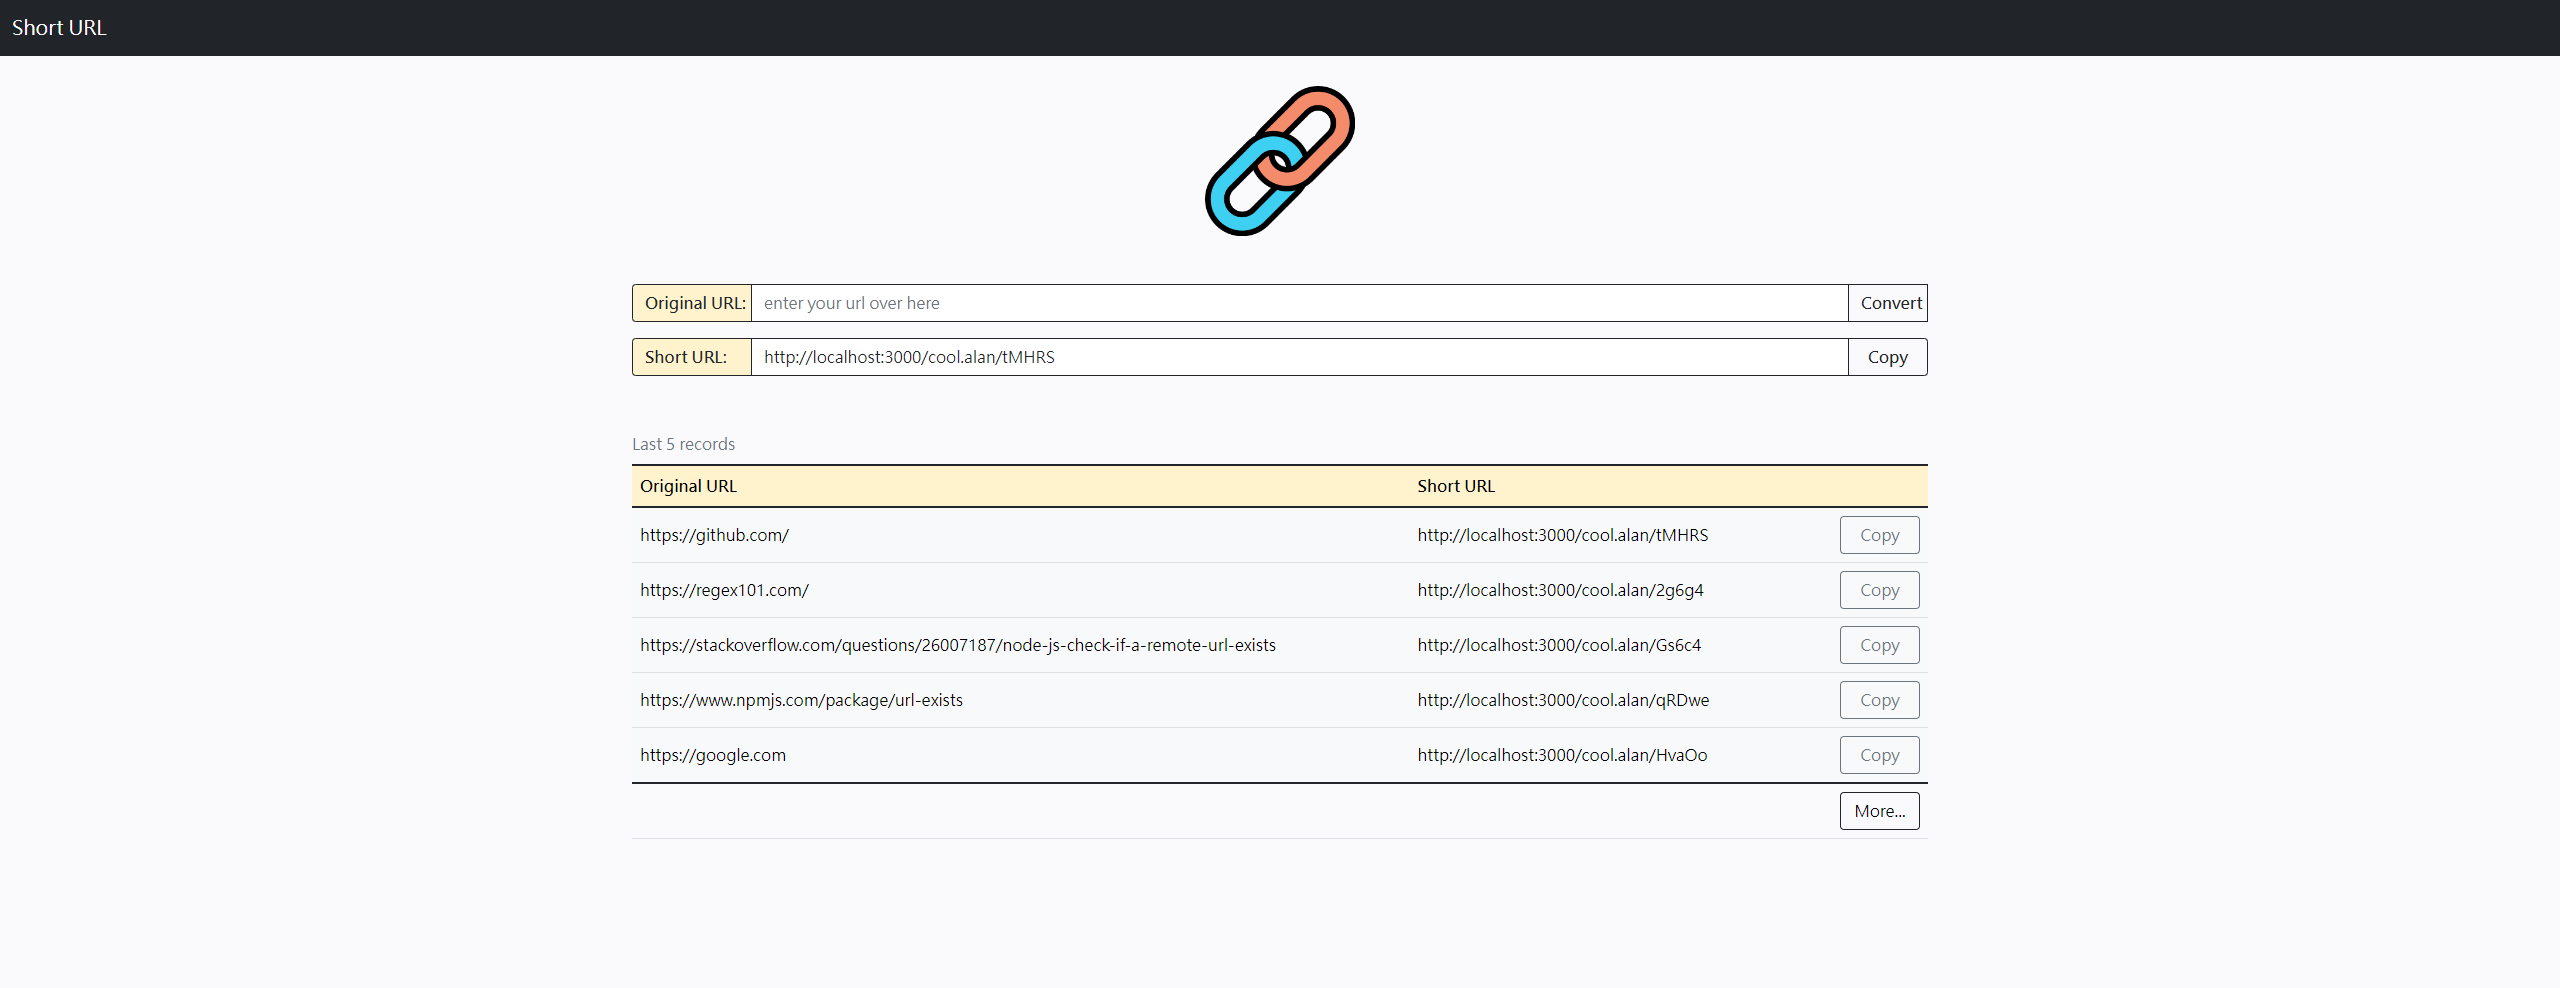 Short URL
Original URL: enter your url over here Convert
Short URL: http://localhost:3000/cool.alan/tMHRS Copy
Last 5 records
Original URL Short URL
https://github.com/ http://localhost:3000/cool.alan/tMHRS Copy
https://regex101.com/ http://localhost:3000/cool.alan/2g6g4 Copy
https://stackoverflow.com/questions/26007187/node-js-check-if-a-remote-url-exists http://localhost:3000/cool.alan/Gs6c4 Copy
https://www.npmjs.com/package/url-exists http://localhost:3000/cool.alan/qRDwe Copy
https://google.com http://localhost:3000/cool.alan/HvaOo Copy
More...